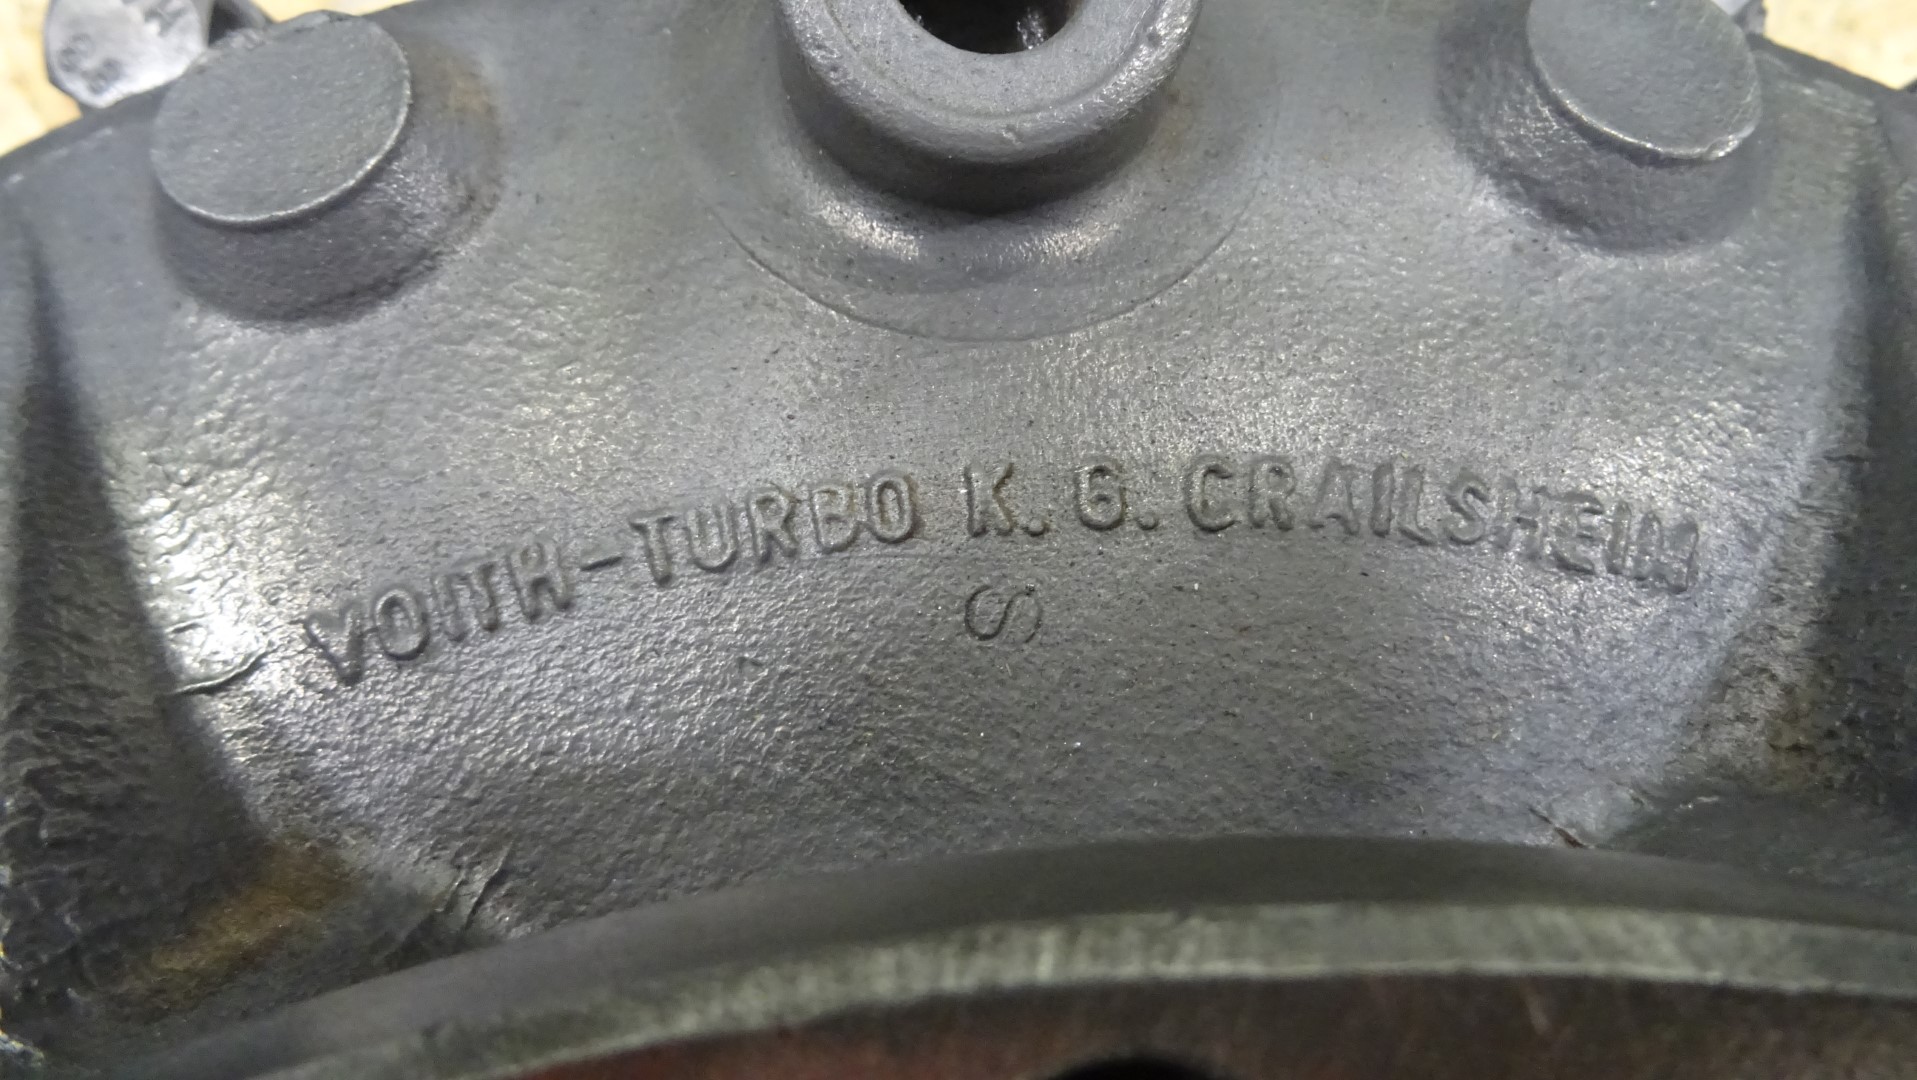 VOITH-TURBO K. G. CRAILSHEIM
S